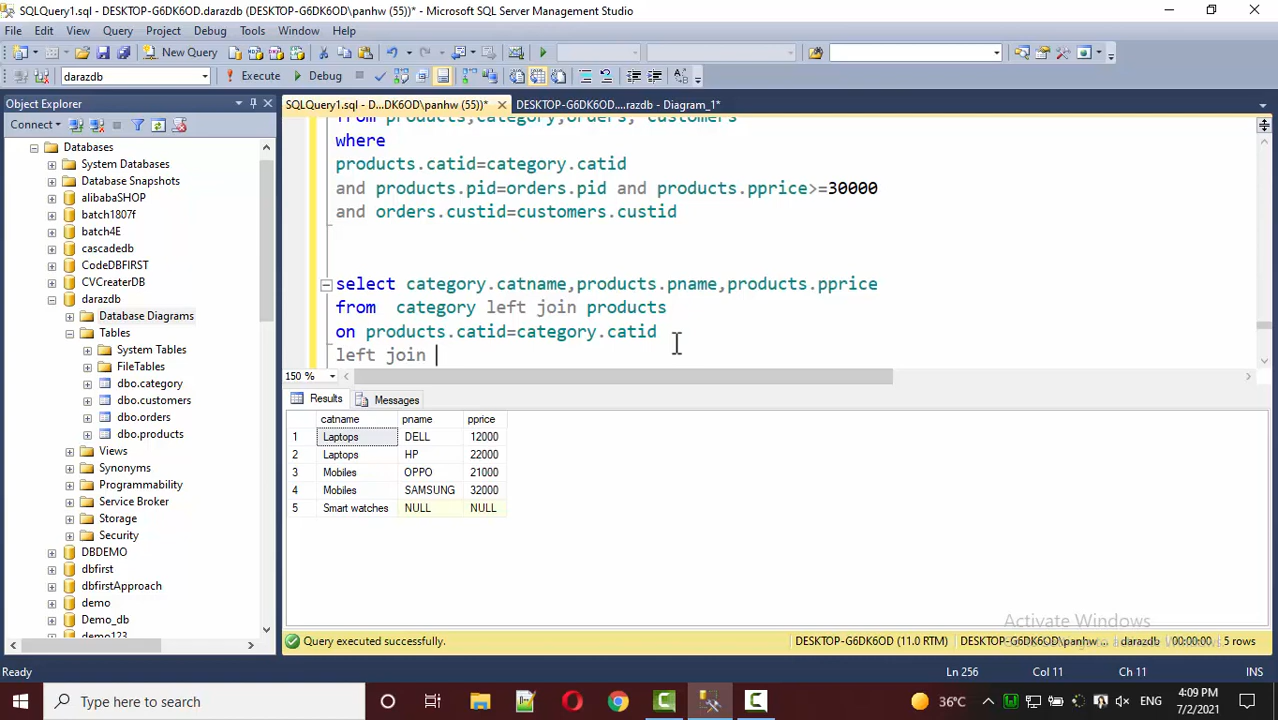 SQLQuery1.sql - DESKTOP-G6DK6OD.darazdb (DESKTOP-G6DK6OD\panhw (55))* - Microsoft SQL Server Management Studio
File Edit View Query Project Debug Tools Window Help
New Query
darazdb Execute Debug
Object Explorer
SQLQuery1.sql - D...DK6OD\panhw (55))* DESKTOP-G6DK6OD....razdb - Diagram_1*
Connect
Databases
System Databases
Database Snapshots
alibabaSHOP
batch1807f
batch4E
cascadedb
CodeDBFIRST
CVCreaterDB
darazdb
Database Diagrams
Tables
System Tables
FileTables
dbo.category
dbo.customers
dbo.orders
dbo.products
Views
Synonyms
Programmability
Service Broker
Storage
Security
DBDEMO
dbfirst
dbfirstApproach
demo
Demo_db
demo123
from products,category,orders, customers
where
products.catid=category.catid
and products.pid=orders.pid and products.pprice>=30000
and orders.custid=customers.custid
select category.catname,products.pname,products.pprice
from  category left join products
on products.catid=category.catid
left join
150 %
Results Messages
catname pname pprice
1 Laptops DELL 12000
2 Laptops HP 22000
3 Mobiles OPPO 21000
4 Mobiles SAMSUNG 32000
5 Smart watches NULL NULL
Activate Windows
Query executed successfully. DESKTOP-G6DK6OD (11.0 RTM) DESKTOP-G6DK6OD\panhw ... darazdb 00:00:00 5 rows
Ready Ln 256 Col 11 Ch 11 INS
Type here to search
36°C ENG
4:09 PM
7/2/2021